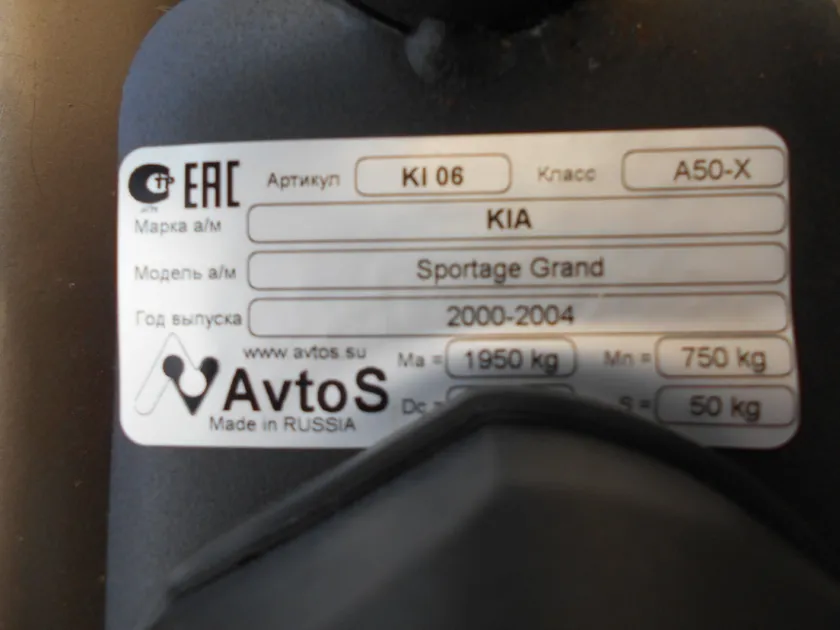 ЕАС Артикул KI 06 Класс A50-X
Марка а/м KIA
Модель а/м Sportage Grand
Год выпуска 2000-2004
www.avtos.su Ma = 1950 kg Mn = 750 kg
AvtoS Dc = S = 50 kg
Made in RUSSIA